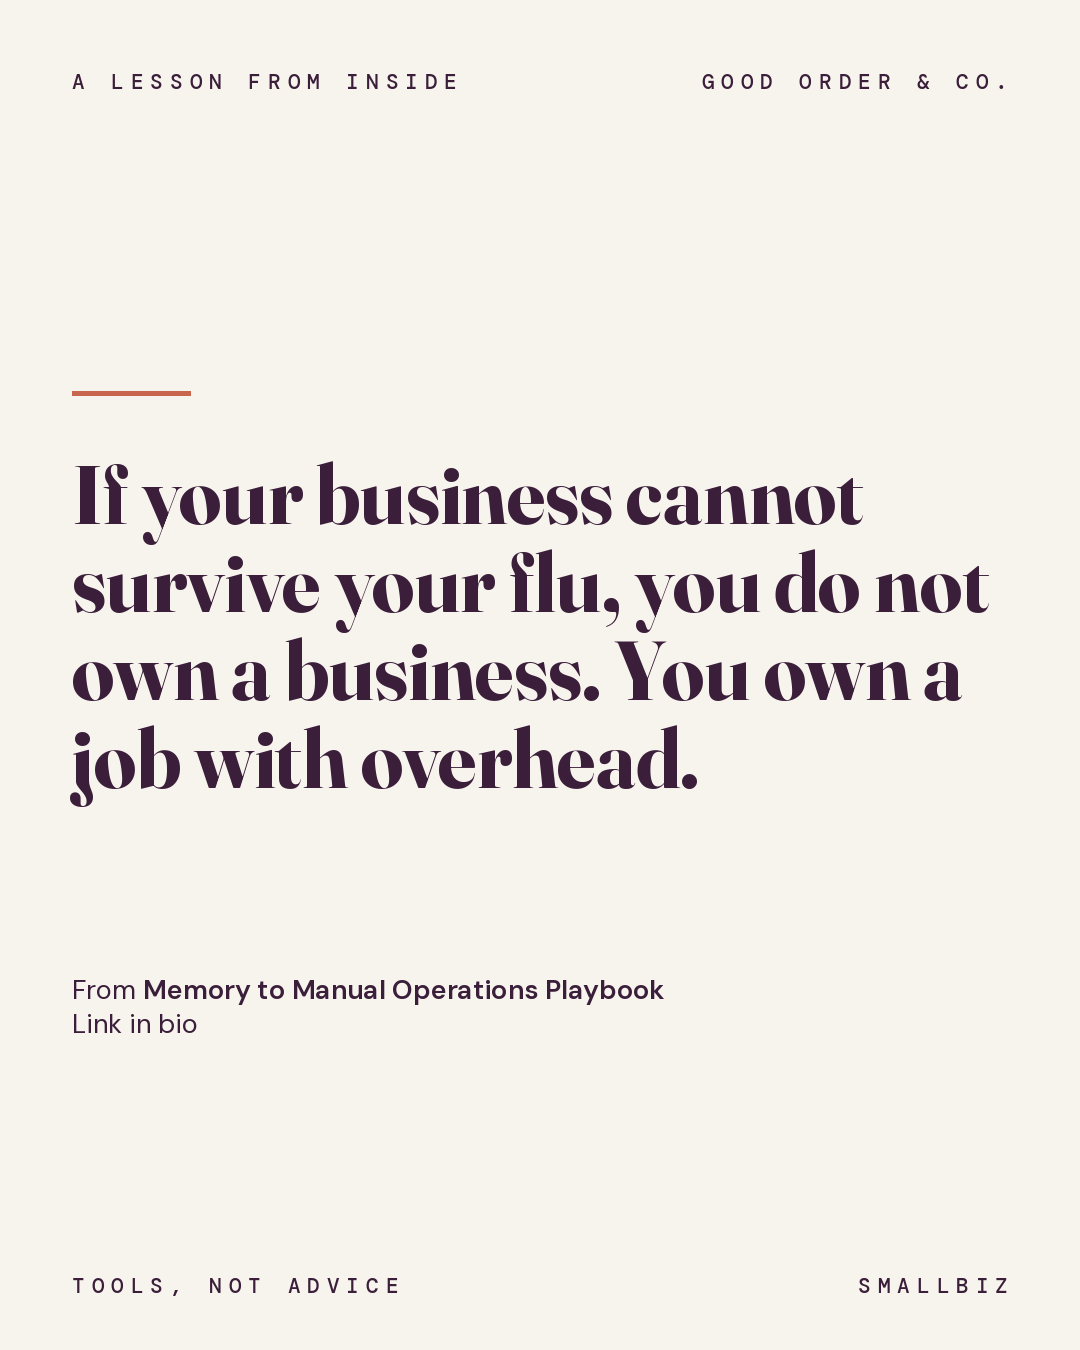 A LESSON FROM INSIDE
GOOD ORDER & CO.
If your business cannot
survive your flu, you do not
own a business. You own a
job with overhead.
From Memory to Manual Operations Playbook
Link in bio
TOOLS, NOT ADVICE
SMALLBIZ